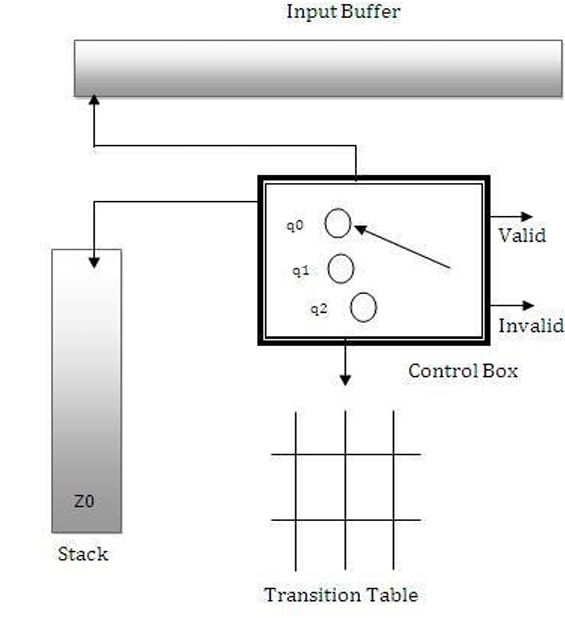 Input Buffer
q0
Valid
q1
q2
Invalid
Control Box
Z0
Stack
Transition Table